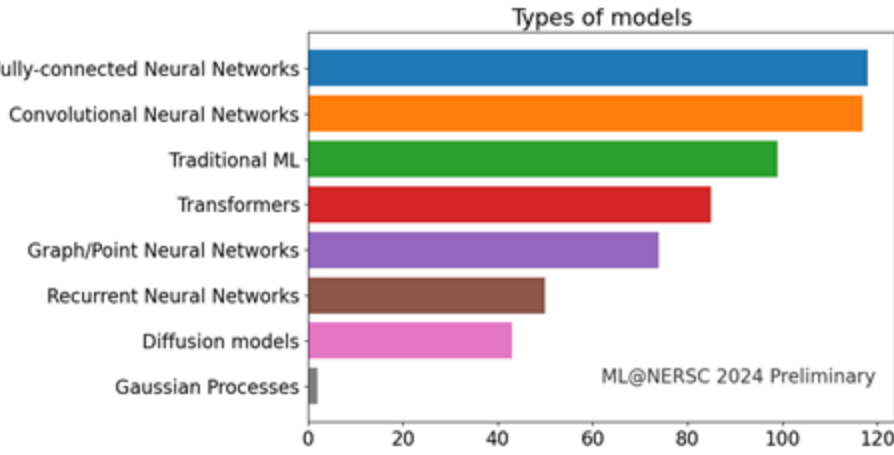 Types of models
ully-connected Neural Networks
Convolutional Neural Networks
Traditional ML
Transformers
Graph/Point Neural Networks
Recurrent Neural Networks
Diffusion models
Gaussian Processes
ML@NERSC 2024 Preliminary
0 20 40 60 80 100 120